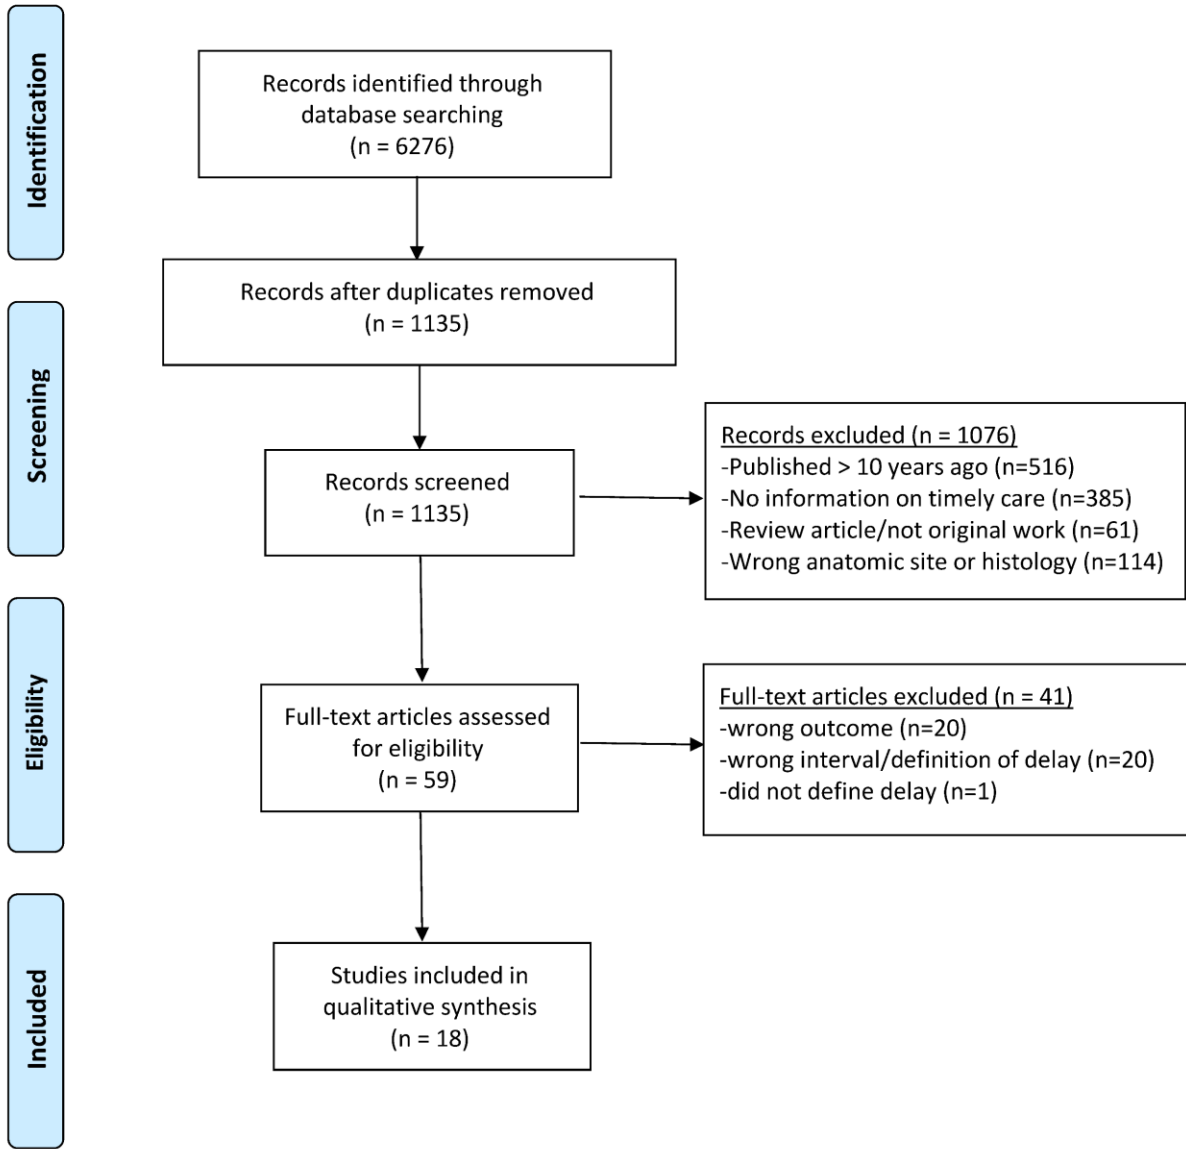 Identification
Records identified through
database searching
(n = 6276)
Records after duplicates removed
(n = 1135)
Screening
Records screened
(n = 1135)
Records excluded (n = 1076)
-Published > 10 years ago (n=516)
-No information on timely care (n=385)
-Review article/not original work (n=61)
-Wrong anatomic site or histology (n=114)
Eligibility
Full-text articles assessed
for eligibility
(n = 59)
Full-text articles excluded (n = 41)
-wrong outcome (n=20)
-wrong interval/definition of delay (n=20)
-did not define delay (n=1)
Included
Studies included in
qualitative synthesis
(n = 18)